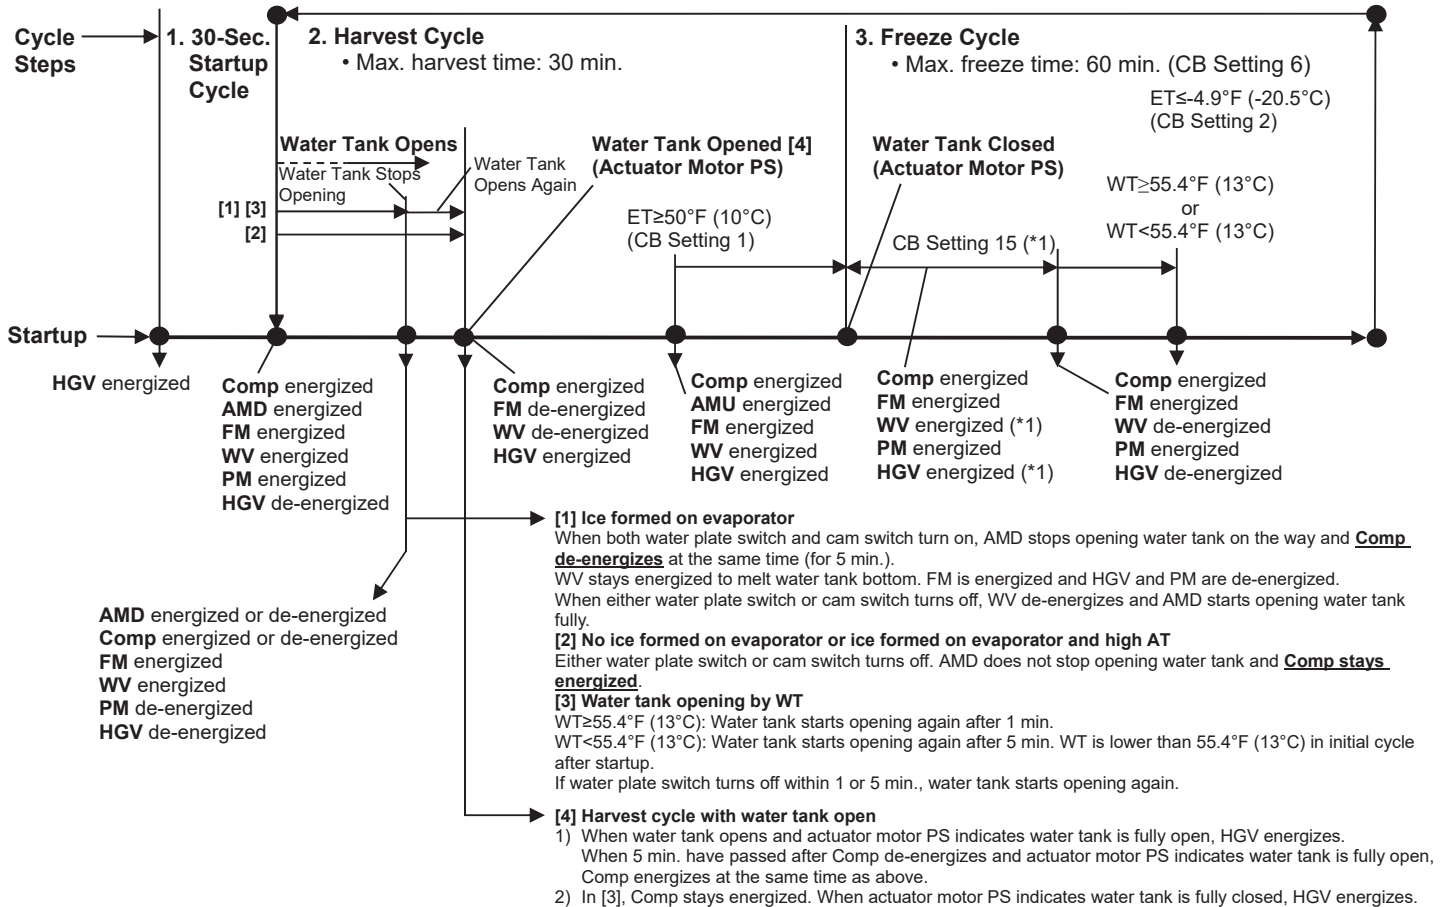 Cycle
Steps
1. 30-Sec.
Startup
Cycle
2. Harvest Cycle
• Max. harvest time: 30 min.
3. Freeze Cycle
• Max. freeze time: 60 min. (CB Setting 6)
ET≤-4.9°F (-20.5°C)
(CB Setting 2)
Water Tank Opens
Water Tank Stops
Opening
Water Tank
Opens Again
Water Tank Opened [4]
(Actuator Motor PS)
Water Tank Closed
(Actuator Motor PS)
WT≥55.4°F (13°C)
or
WT<55.4°F (13°C)
[1] [3]
[2]
ET≥50°F (10°C)
(CB Setting 1)
CB Setting 15 (*1)
Startup
HGV energized
Comp energized
AMD energized
FM energized
WV energized
PM energized
HGV de-energized
Comp energized
FM de-energized
WV de-energized
HGV energized
Comp energized
AMU energized
FM energized
WV energized
HGV energized
Comp energized
FM energized
WV energized (*1)
PM energized
HGV energized (*1)
Comp energized
FM energized
WV de-energized
PM energized
HGV de-energized
AMD energized or de-energized
Comp energized or de-energized
FM energized
WV energized
PM de-energized
HGV de-energized
[1] Ice formed on evaporator
When both water plate switch and cam switch turn on, AMD stops opening water tank on the way and Comp
de-energizes at the same time (for 5 min.).
WV stays energized to melt water tank bottom. FM is energized and HGV and PM are de-energized.
When either water plate switch or cam switch turns off, WV de-energizes and AMD starts opening water tank
fully.
[2] No ice formed on evaporator or ice formed on evaporator and high AT
Either water plate switch or cam switch turns off. AMD does not stop opening water tank and Comp stays
energized.
[3] Water tank opening by WT
WT≥55.4°F (13°C): Water tank starts opening again after 1 min.
WT<55.4°F (13°C): Water tank starts opening again after 5 min. WT is lower than 55.4°F (13°C) in initial cycle
after startup.
If water plate switch turns off within 1 or 5 min., water tank starts opening again.
[4] Harvest cycle with water tank open
1) When water tank opens and actuator motor PS indicates water tank is fully open, HGV energizes.
When 5 min. have passed after Comp de-energizes and actuator motor PS indicates water tank is fully open,
Comp energizes at the same time as above.
2) In [3], Comp stays energized. When actuator motor PS indicates water tank is fully closed, HGV energizes.